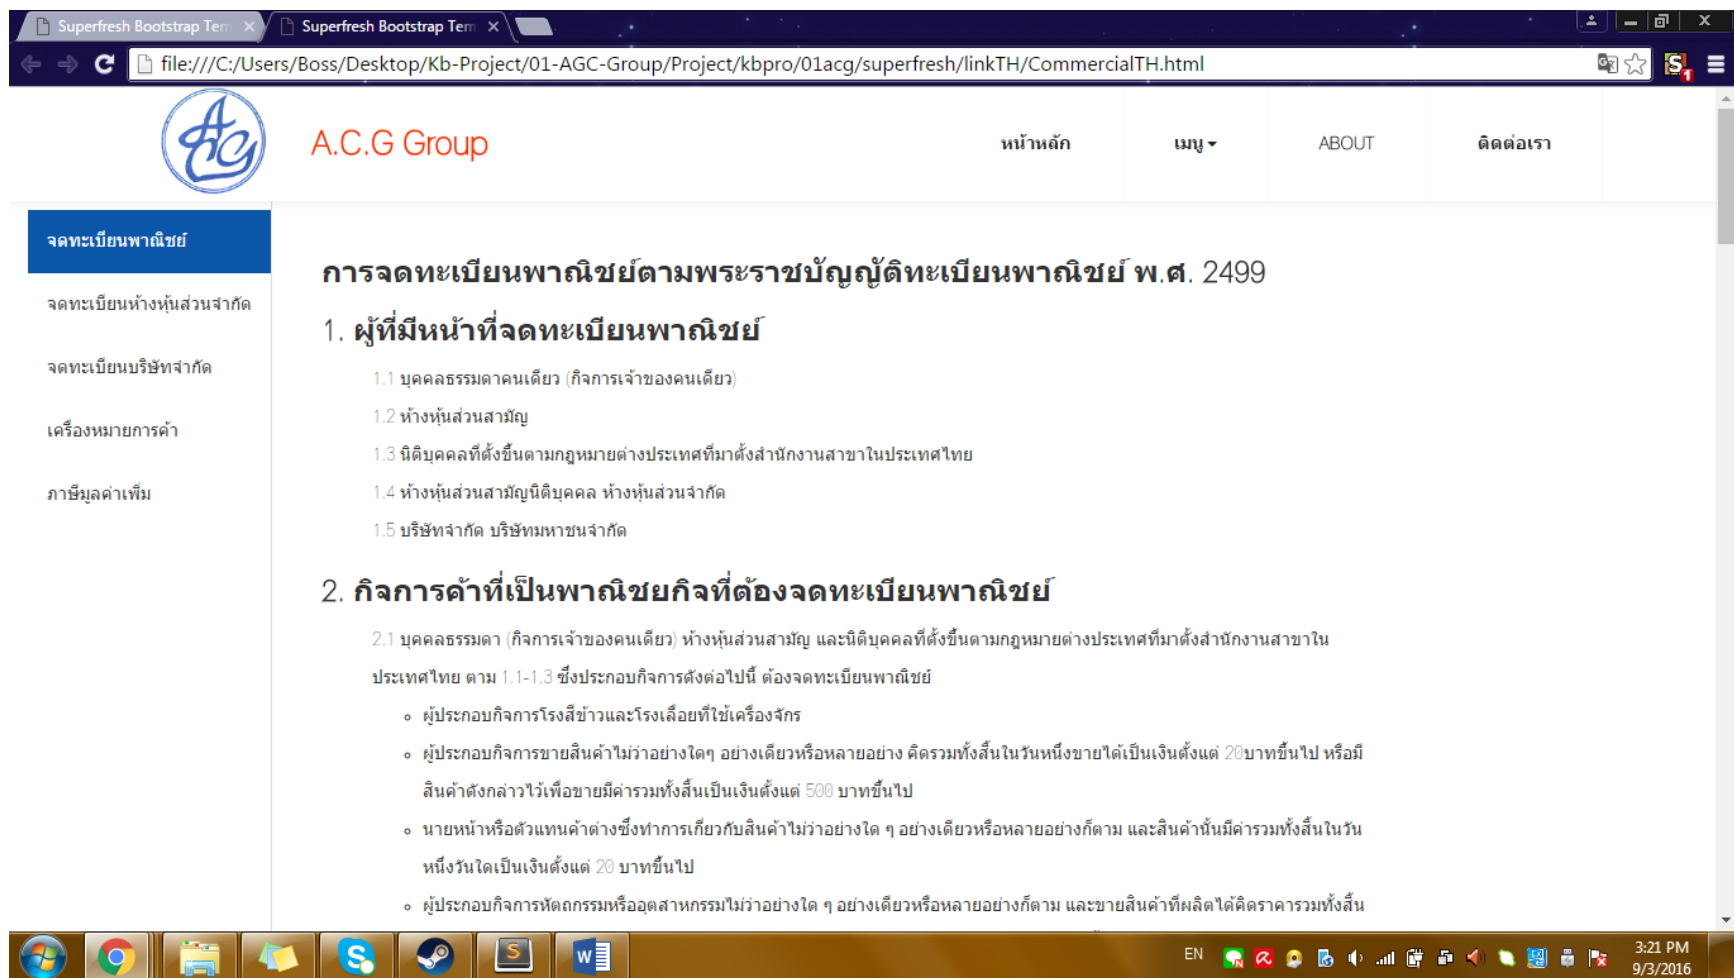 Superfresh Bootstrap Tem
Superfresh Bootstrap Tem
file:///C:/Users/Boss/Desktop/Kb-Project/01-AGC-Group/Project/kbpro/01acg/superfresh/linkTH/CommercialTH.html
A.C.G Group
หน้าหลัก
เมนู
ABOUT
ติดต่อเรา
จดทะเบียนพาณิชย์
จดทะเบียนห้างหุ้นส่วนจำกัด
จดทะเบียนบริษัทจำกัด
เครื่องหมายการค้า
ภาษีมูลค่าเพิ่ม
การจดทะเบียนพาณิชย์ตามพระราชบัญญัติทะเบียนพาณิชย์ พ.ศ. 2499
1. ผู้ที่มีหน้าที่จดทะเบียนพาณิชย์
1.1 บุคคลธรรมดาคนเดียว (กิจการเจ้าของคนเดียว)
1.2 ห้างหุ้นส่วนสามัญ
1.3 นิติบุคคลที่ตั้งขึ้นตามกฎหมายต่างประเทศที่มาตั้งสำนักงานสาขาในประเทศไทย
1.4 ห้างหุ้นส่วนสามัญนิติบุคคล ห้างหุ้นส่วนจำกัด
1.5 บริษัทจำกัด บริษัทมหาชนจำกัด
2. กิจการค้าที่เป็นพาณิชยกิจที่ต้องจดทะเบียนพาณิชย์
2.1 บุคคลธรรมดา (กิจการเจ้าของคนเดียว) ห้างหุ้นส่วนสามัญ และนิติบุคคลที่ตั้งขึ้นตามกฎหมายต่างประเทศที่มาตั้งสำนักงานสาขาใน
ประเทศไทย ตาม 1.1-1.3 ซึ่งประกอบกิจการดังต่อไปนี้ ต้องจดทะเบียนพาณิชย์
ผู้ประกอบกิจการโรงสีข้าวและโรงเลื่อยที่ใช้เครื่องจักร
ผู้ประกอบกิจการขายสินค้าไม่ว่าอย่างใดๆ อย่างเดียวหรือหลายอย่าง คิดรวมทั้งสิ้นในวันหนึ่งขายได้เป็นเงินตั้งแต่ 20บาทขึ้นไป หรือมี
สินค้าดังกล่าวไว้เพื่อขายมีค่ารวมทั้งสิ้นเป็นเงินตั้งแต่ 500 บาทขึ้นไป
นายหน้าหรือตัวแทนค้าต่างซึ่งทำการเกี่ยวกับสินค้าไม่ว่าอย่างใด ๆ อย่างเดียวหรือหลายอย่างก็ตาม และสินค้านั้นมีค่ารวมทั้งสิ้นในวัน
หนึ่งวันใดเป็นเงินตั้งแต่ 20 บาทขึ้นไป
ผู้ประกอบกิจการหัตถกรรมหรืออุตสาหกรรมไม่ว่าอย่างใด ๆ อย่างเดียวหรือหลายอย่างก็ตาม และขายสินค้าที่ผลิตได้คิดราคารวมทั้งสิ้น
EN
3:21 PM
9/3/2016